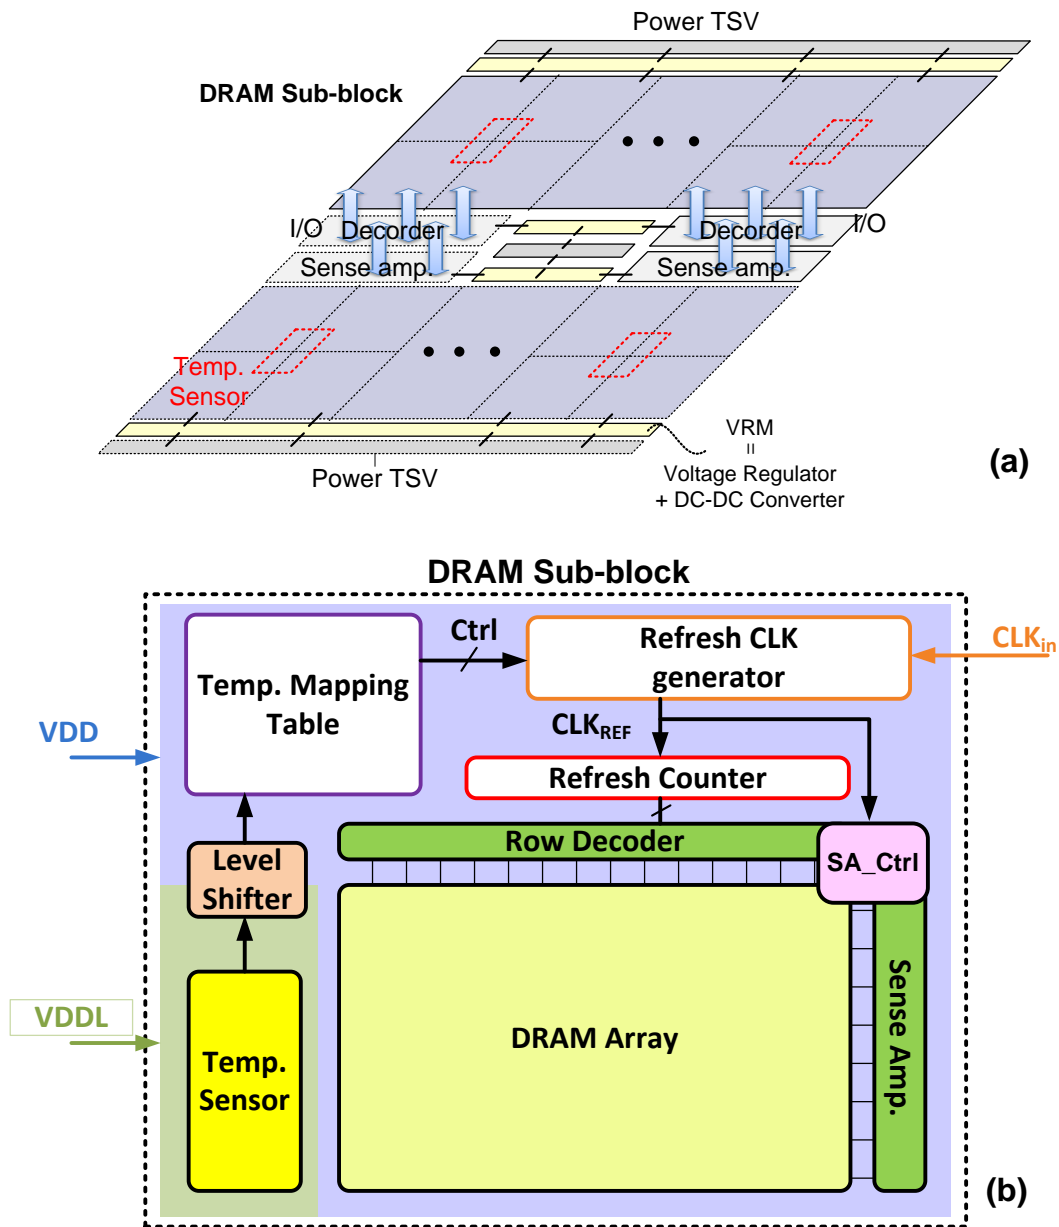 Power TSV
DRAM Sub-block
I/O
Decorder
Decorder
I/O
Sense amp.
Sense amp.
Temp.
Sensor
VRM
=
Voltage Regulator
+ DC-DC Converter
Power TSV
(a)
DRAM Sub-block
Ctrl
Refresh CLK
generator
CLKin
Temp. Mapping
Table
VDD
CLKREF
Refresh Counter
Row Decoder
SA_Ctrl
Level
Shifter
VDDL
Temp.
Sensor
DRAM Array
Sense Amp.
(b)